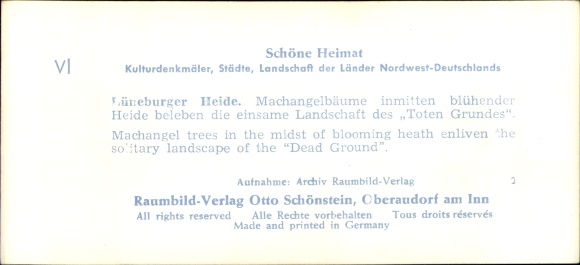 Schöne Heimat
VI
Kulturdenkmäler, Städte, Landschaft der Länder Nordwest-Deutschlands
Lüneburger Heide. Machangelbäume inmitten blühender
Heide beleben die einsame Landschaft des „Toten Grundes“.
Machangel trees in the midst of blooming heath enliven the
solitary landscape of the “Dead Ground”.
Aufnahme: Archiv Raumbild-Verlag 2
Raumbild-Verlag Otto Schönstein, Oberaudorf am Inn
All rights reserved Alle Rechte vorbehalten Tous droits réservés
Made and printed in Germany